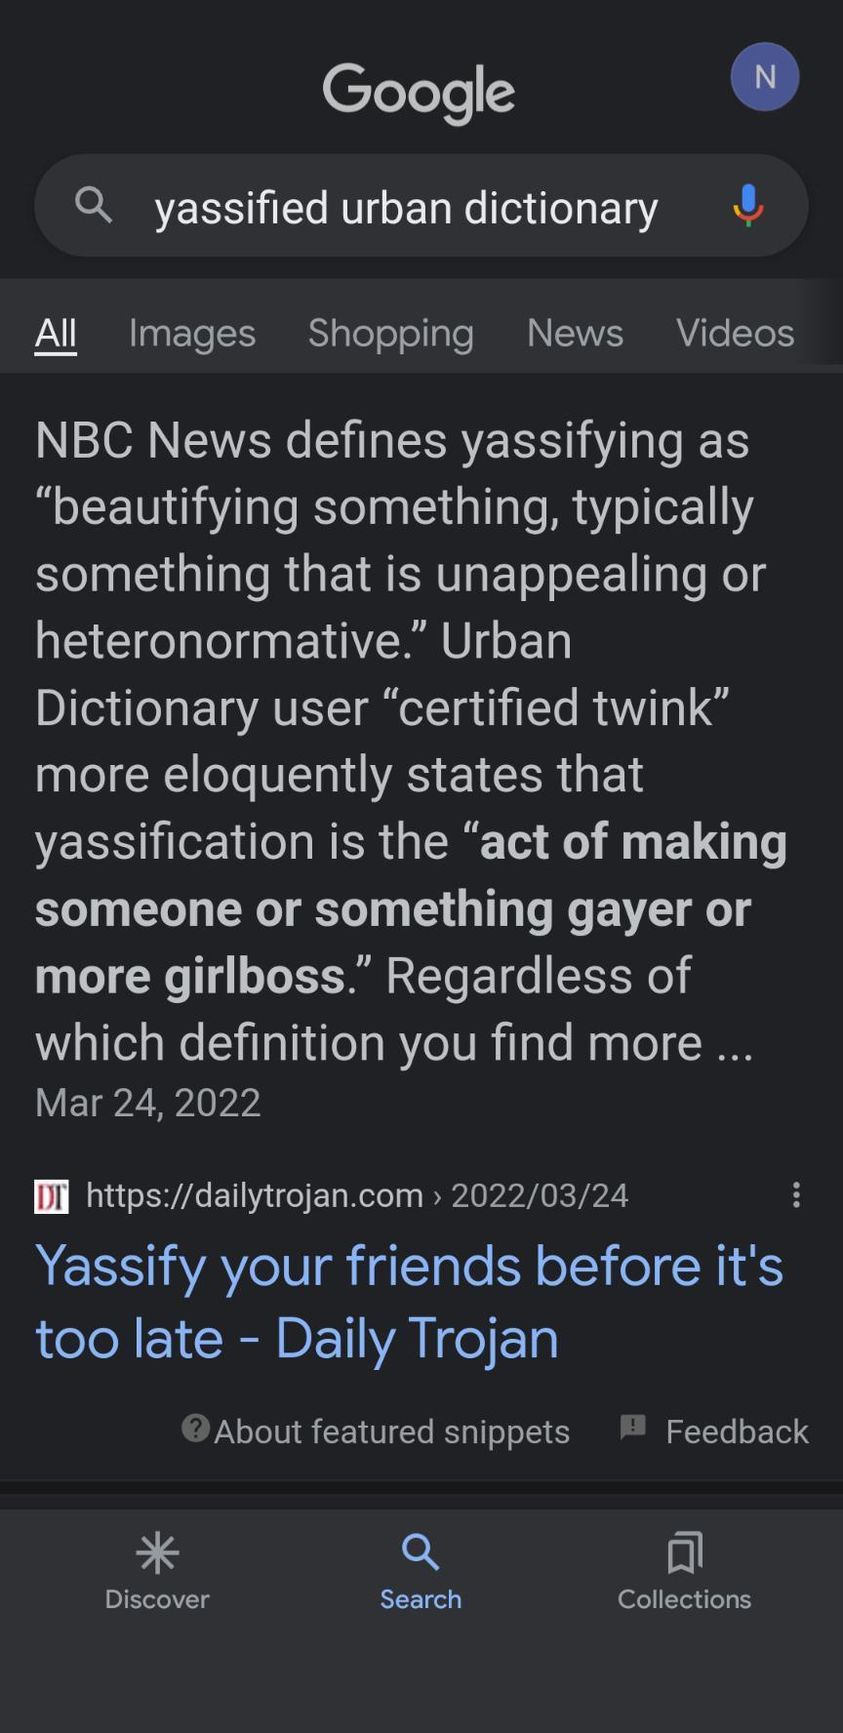 Google
N
yassified urban dictionary
All Images Shopping News Videos
NBC News defines yassifying as
“beautifying something, typically
something that is unappealing or
heteronormative.” Urban
Dictionary user “certified twink”
more eloquently states that
yassification is the “act of making
someone or something gayer or
more girlboss.” Regardless of
which definition you find more ...
Mar 24, 2022
DT https://dailytrojan.com › 2022/03/24
Yassify your friends before it's
too late - Daily Trojan
About featured snippets Feedback
Discover Search Collections